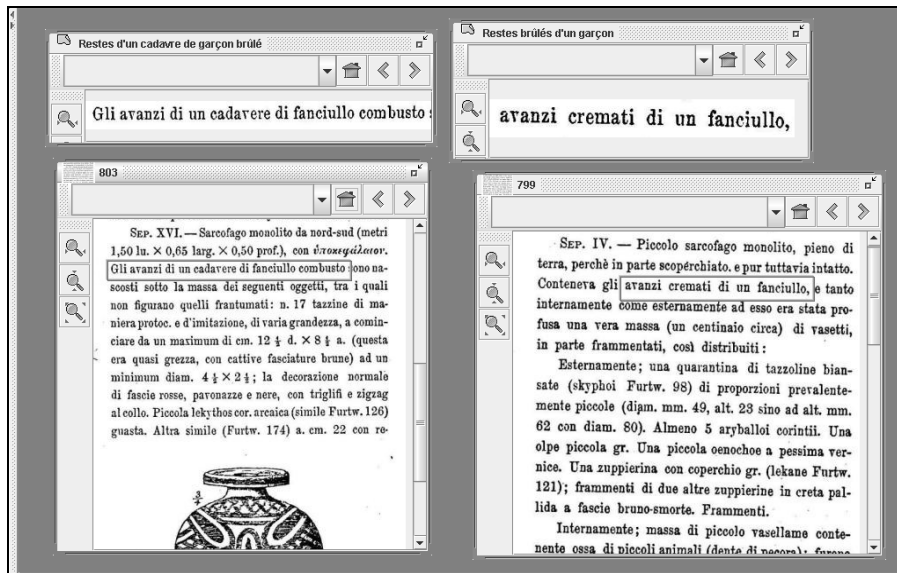 Restes d'un cadavre de garçon brûlé
Gli avanzi di un cadavere di fanciullo combusto
Restes brûlés d'un garçon
avanzi cremati di un fanciullo,
803
SEP. XVI. — Sarcofago monolito da nord-sud (metri
1,50 lu. × 0,65 larg. × 0,50 prof.), con ὑποκεφάλαιον.
Gli avanzi di un cadavere di fanciullo combusto sono na-
scosti sotto la massa dei seguenti oggetti, tra i quali
non figurano quelli frantumati: n. 17 tazzine di ma-
niera protoc. e d'imitazione, di varia grandezza, a comin-
ciare da un maximum di cm. 12 ½ d. × 8 ½ a. (questa
era quasi grezza, con cattive fasciature brune) ad un
minimum diam. 4 ½ × 2 ½; la decorazione normale
di fascie rosse, pavonazze e nere, con triglifi e zigzag
al collo. Piccola lekythos cor. arcaica (simile Furtw. 126)
guasta. Altra simile (Furtw. 174) a. cm. 22 con re-
799
SEP. IV. — Piccolo sarcofago monolito, pieno di
terra, perchè in parte scoperchiato. e pur tuttavia intatto.
Conteneva gli avanzi cremati di un fanciullo, e tanto
internamente come esternamente ad esso era stata pro-
fusa una vera massa (un centinaio circa) di vasetti,
in parte frammentati, così distribuiti :
Esternamente; una quarantina di tazzoline bian-
sate (skyphoi Furtw. 98) di proporzioni prevalente-
mente piccole (diam. mm. 49, alt. 23 sino ad alt. mm.
62 con diam. 80). Almeno 5 aryballoi corintii. Una
olpe piccola gr. Una piccola oenochoe a pessima ver-
nice. Una zuppierina con coperchio gr. (lekane Furtw.
121); frammenti di due altre zuppierine in creta pal-
lida a fascie bruno-smorte. Frammenti.
Internamente; massa di piccolo vasellame conte-
nente ossa di piccoli animali (dente di pecora); furono